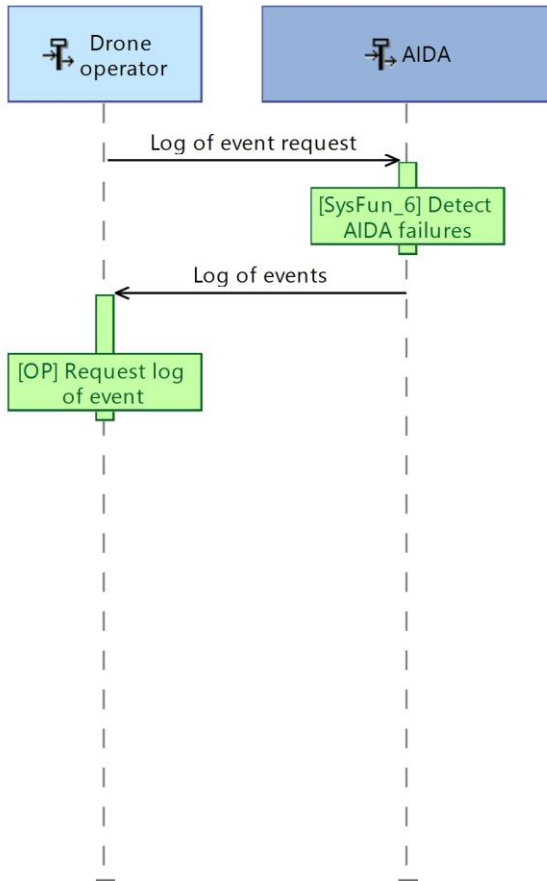 Drone
operator
AIDA
Log of event request
[SysFun_6] Detect
AIDA failures
Log of events
[OP] Request log
of event